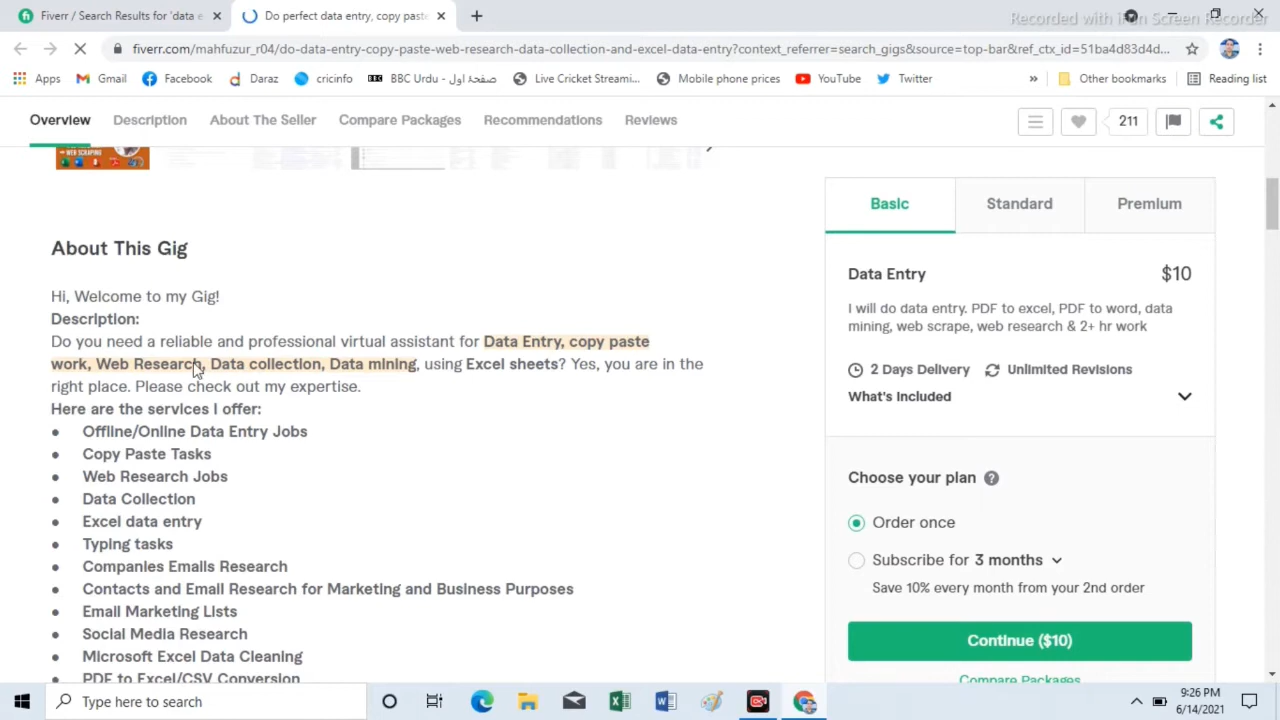 Fiverr / Search Results for 'data e
Do perfect data entry, copy paste
Recorded with iFun Screen Recorder
fiverr.com/mahfuzur_r04/do-data-entry-copy-paste-web-research-data-collection-and-excel-data-entry?context_referrer=search_gigs&source=top-bar&ref_ctx_id=51ba4d83d4d...
Apps Gmail Facebook Daraz cricinfo BBC Urdu - صفحۂ اول Live Cricket Streami... Mobile phone prices YouTube Twitter » Other bookmarks Reading list
Overview Description About The Seller Compare Packages Recommendations Reviews 211
WEB SCRAPING
Basic Standard Premium
About This Gig
Data Entry $10
Hi, Welcome to my Gig!
I will do data entry. PDF to excel, PDF to word, data
Description:
mining, web scrape, web research & 2+ hr work
Do you need a reliable and professional virtual assistant for Data Entry, copy paste
work, Web Research, Data collection, Data mining, using Excel sheets? Yes, you are in the
2 Days Delivery Unlimited Revisions
right place. Please check out my expertise.
What's Included
Here are the services I offer:
Offline/Online Data Entry Jobs
Copy Paste Tasks
Web Research Jobs
Choose your plan ?
Data Collection
Excel data entry
Order once
Typing tasks
Subscribe for 3 months
Companies Emails Research
Save 10% every month from your 2nd order
Contacts and Email Research for Marketing and Business Purposes
Email Marketing Lists
Social Media Research
Continue ($10)
Microsoft Excel Data Cleaning
PDF to Excel/CSV Conversion
Compare Packages
Type here to search
9:26 PM
6/14/2021